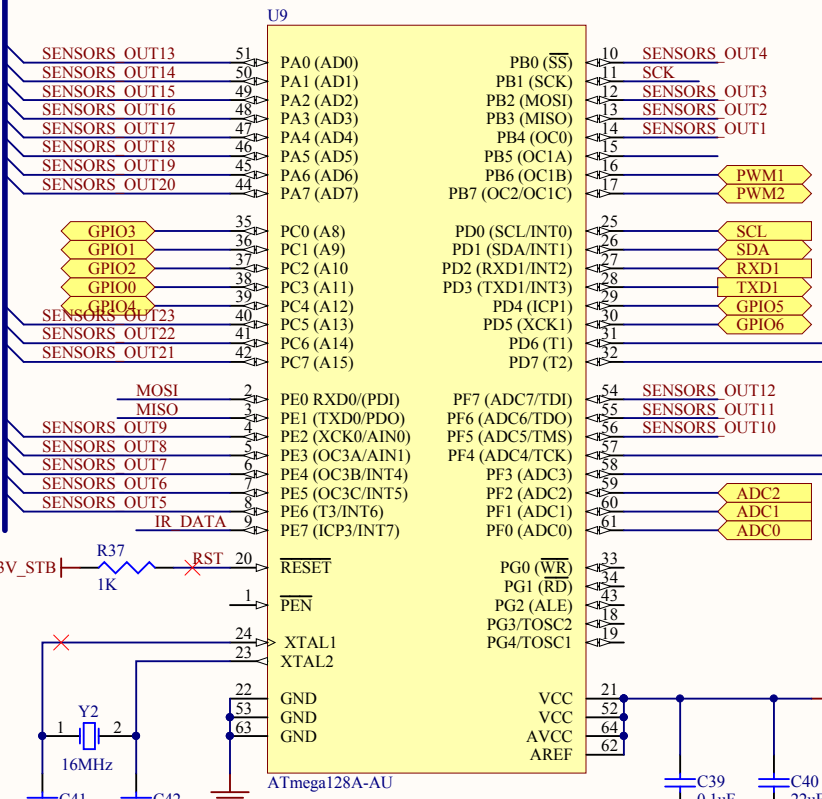 U9
SENSORS_OUT13 51 PA0 (AD0) PB0 (SS) 10 SENSORS_OUT4
SENSORS_OUT14 50 PA1 (AD1) PB1 (SCK) 11 SCK
SENSORS_OUT15 49 PA2 (AD2) PB2 (MOSI) 12 SENSORS_OUT3
SENSORS_OUT16 48 PA3 (AD3) PB3 (MISO) 13 SENSORS_OUT2
SENSORS_OUT17 47 PA4 (AD4) PB4 (OC0) 14 SENSORS_OUT1
SENSORS_OUT18 46 PA5 (AD5) PB5 (OC1A) 15
SENSORS_OUT19 45 PA6 (AD6) PB6 (OC1B) 16 PWM1
SENSORS_OUT20 44 PA7 (AD7) PB7 (OC2/OC1C) 17 PWM2
GPIO3 35 PC0 (A8) PD0 (SCL/INT0) 25 SCL
GPIO1 36 PC1 (A9) PD1 (SDA/INT1) 26 SDA
GPIO2 37 PC2 (A10 PD2 (RXD1/INT2) 27 RXD1
GPIO0 38 PC3 (A11) PD3 (TXD1/INT3) 28 TXD1
GPIO4 39 PC4 (A12) PD4 (ICP1) 29 GPIO5
SENSORS_OUT23 40 PC5 (A13) PD5 (XCK1) 30 GPIO6
SENSORS_OUT22 41 PC6 (A14) PD6 (T1) 31
SENSORS_OUT21 42 PC7 (A15) PD7 (T2) 32
MOSI 2 PE0 RXD0/(PDI) PF7 (ADC7/TDI) 54 SENSORS_OUT12
MISO 3 PE1 (TXD0/PDO) PF6 (ADC6/TDO) 55 SENSORS_OUT11
SENSORS_OUT9 4 PE2 (XCK0/AIN0) PF5 (ADC5/TMS) 56 SENSORS_OUT10
SENSORS_OUT8 5 PE3 (OC3A/AIN1) PF4 (ADC4/TCK) 57
SENSORS_OUT7 6 PE4 (OC3B/INT4) PF3 (ADC3) 58
SENSORS_OUT6 7 PE5 (OC3C/INT5) PF2 (ADC2) 59 ADC2
SENSORS_OUT5 8 PE6 (T3/INT6) PF1 (ADC1) 60 ADC1
IR_DATA 9 PE7 (ICP3/INT7) PF0 (ADC0) 61 ADC0
R37
3V_STB 1K RST 20 RESET PG0 (WR) 33
PG1 (RD) 34
1 PEN PG2 (ALE) 43
PG3/TOSC2 18
24 XTAL1 PG4/TOSC1 19
23 XTAL2
22 GND VCC 21
53 GND VCC 52
Y2
1 2 63 GND AVCC 64
16MHz AREF 62
ATmega128A-AU C39 C40
C41 C42 0.1uF 22uF